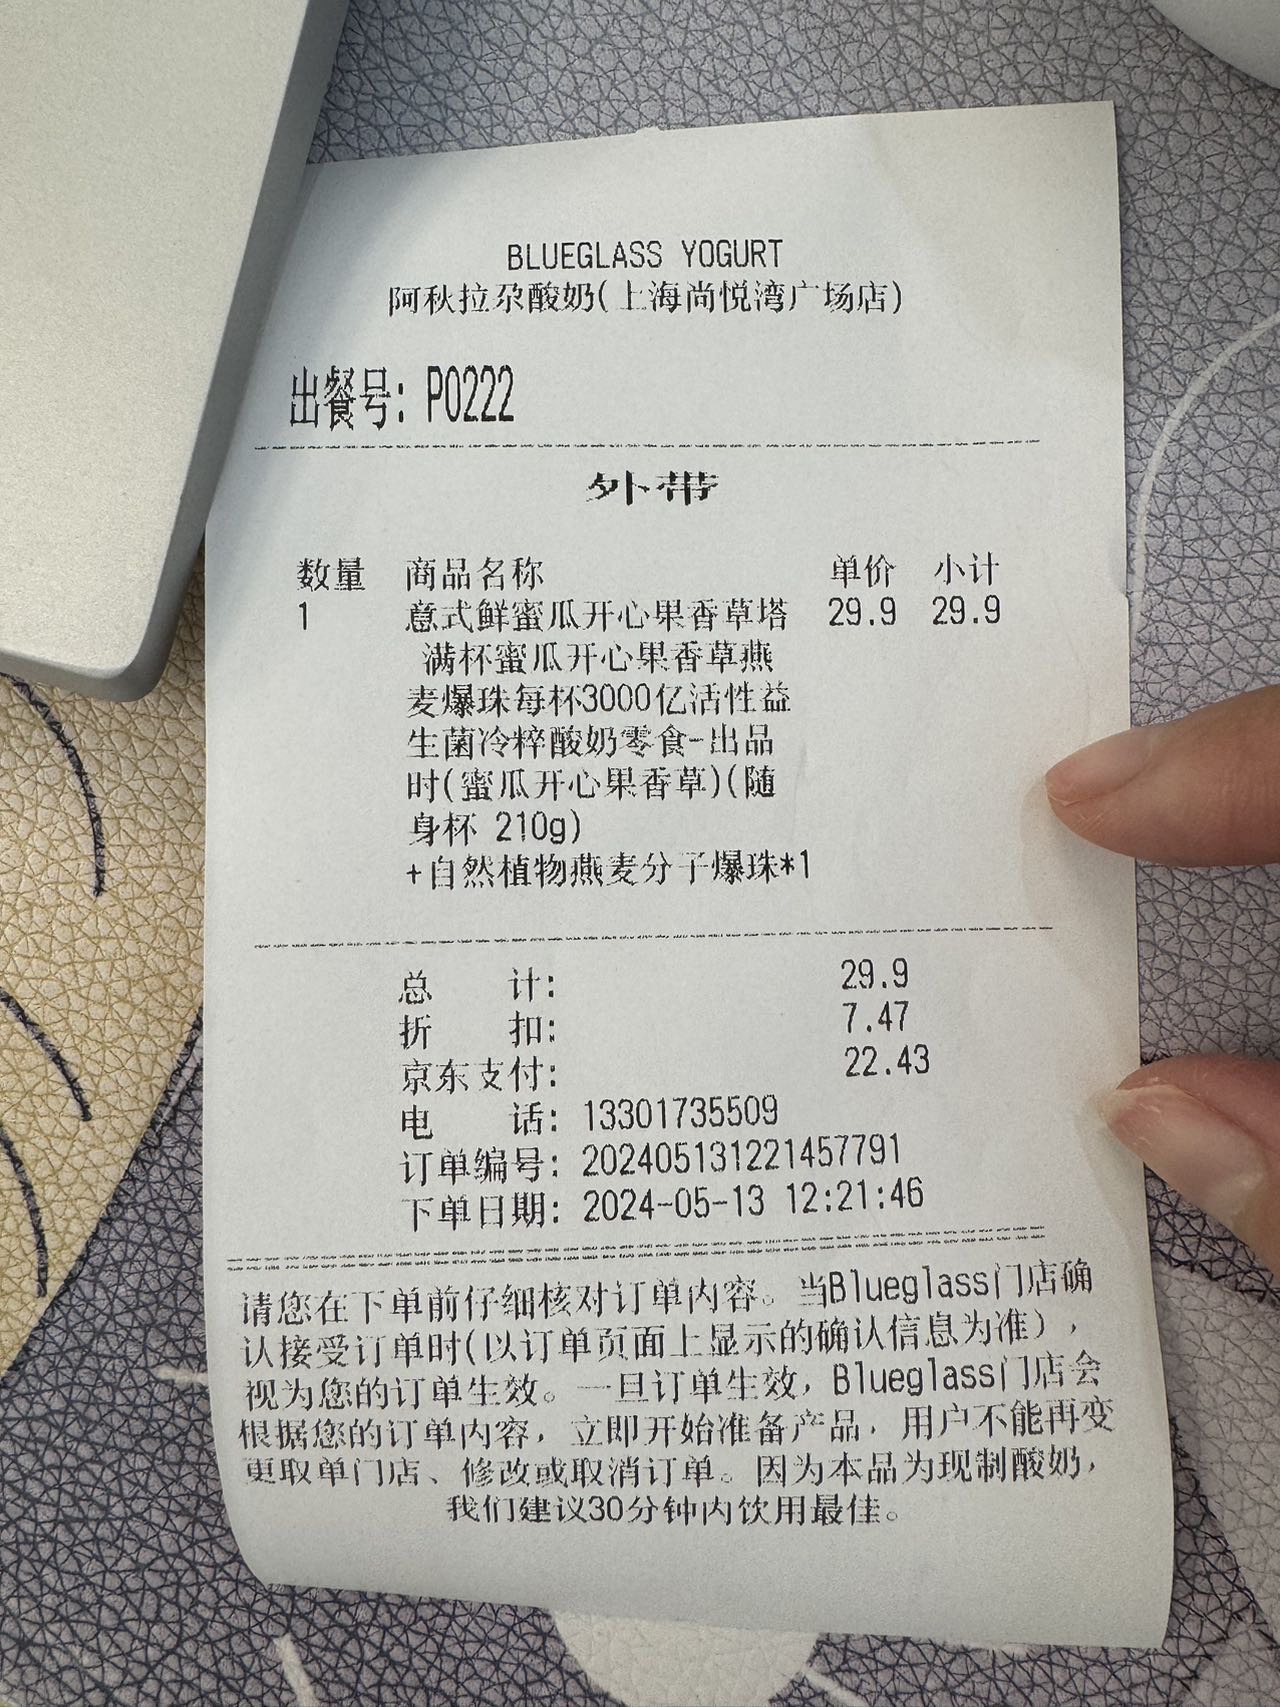 BLUEGLASS YOGURT
阿秋拉尕酸奶(上海尚悦湾广场店)
出餐号: P0222
外带
数量 商品名称 单价 小计
1 意式鲜蜜瓜开心果香草塔 29.9 29.9
满杯蜜瓜开心果香草燕
麦爆珠每杯3000亿活性益
生菌冷粹酸奶零食-出品
时(蜜瓜开心果香草)(随
身杯 210g)
+自然植物燕麦分子爆珠*1
总 计: 29.9
折 扣: 7.47
京东支付: 22.43
电 话: 13301735509
订单编号: 202405131221457791
下单日期: 2024-05-13 12:21:46
请您在下单前仔细核对订单内容。当Blueglass门店确
认接受订单时(以订单页面上显示的确认信息为准),
视为您的订单生效。一旦订单生效, Blueglass门店会
根据您的订单内容, 立即开始准备产品, 用户不能再变
更取单门店、修改或取消订单。因为本品为现制酸奶,
我们建议30分钟内饮用最佳。